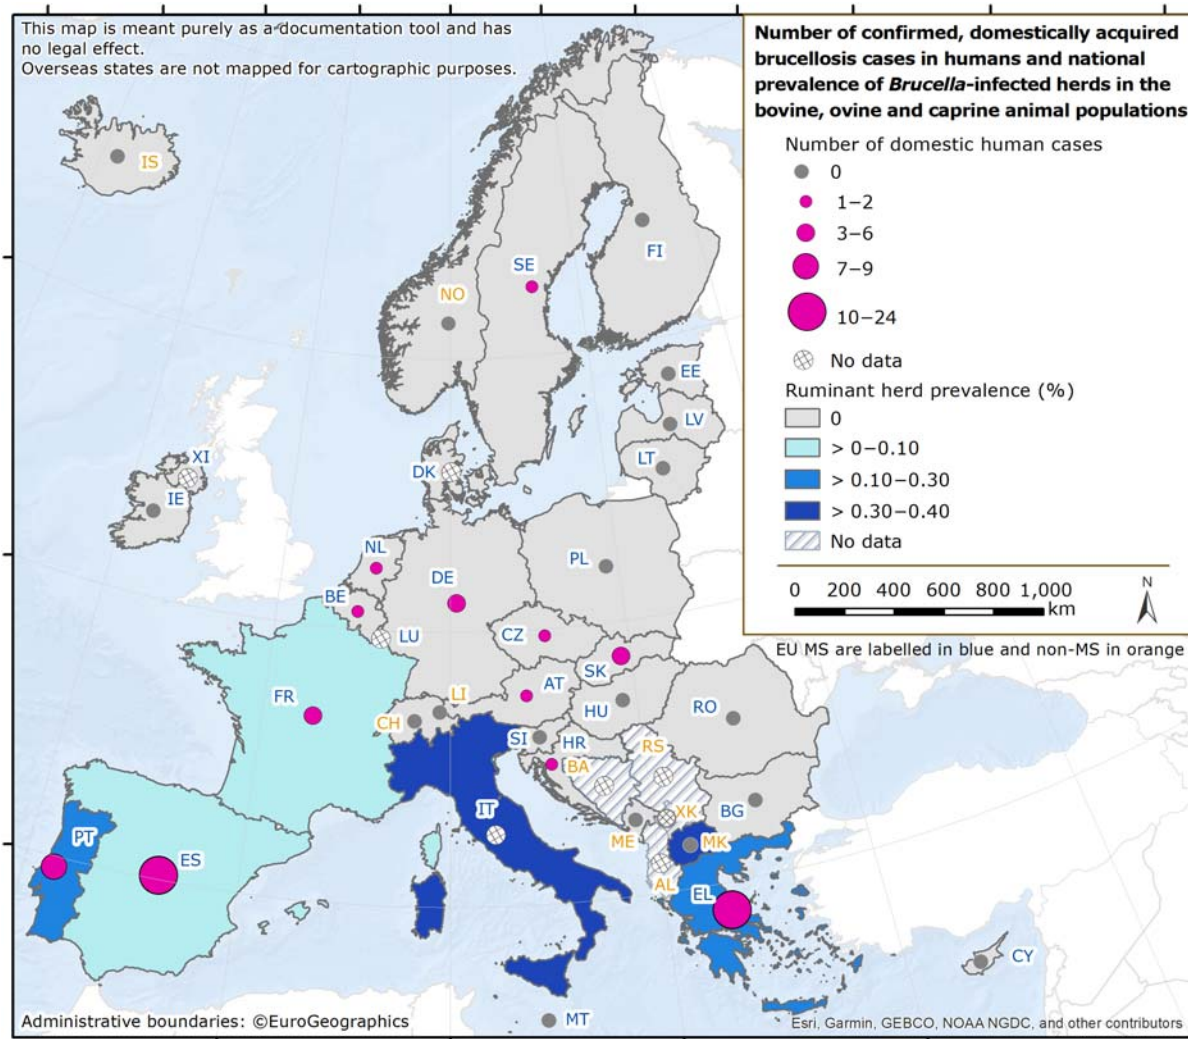 This map is meant purely as a documentation tool and has
no legal effect.
Overseas states are not mapped for cartographic purposes.
Number of confirmed, domestically acquired
brucellosis cases in humans and national
prevalence of Brucella-infected herds in the
bovine, ovine and caprine animal populations
Number of domestic human cases
0
1−2
3−6
7−9
10−24
No data
Ruminant herd prevalence (%)
0
> 0−0.10
> 0.10−0.30
> 0.30−0.40
No data
0 200 400 600 800 1,000
km
N
EU MS are labelled in blue and non-MS in orange
IS
FI
SE
NO
EE
LV
LT
DK
XI
IE
NL
DE
PL
BE
LU
CZ
SK
FR
LI
AT
CH
HU
RO
SI
HR
RS
BA
IT
XK
BG
ME
MK
PT
ES
AL
EL
CY
MT
Administrative boundaries: ©EuroGeographics
Esri, Garmin, GEBCO, NOAA NGDC, and other contributors